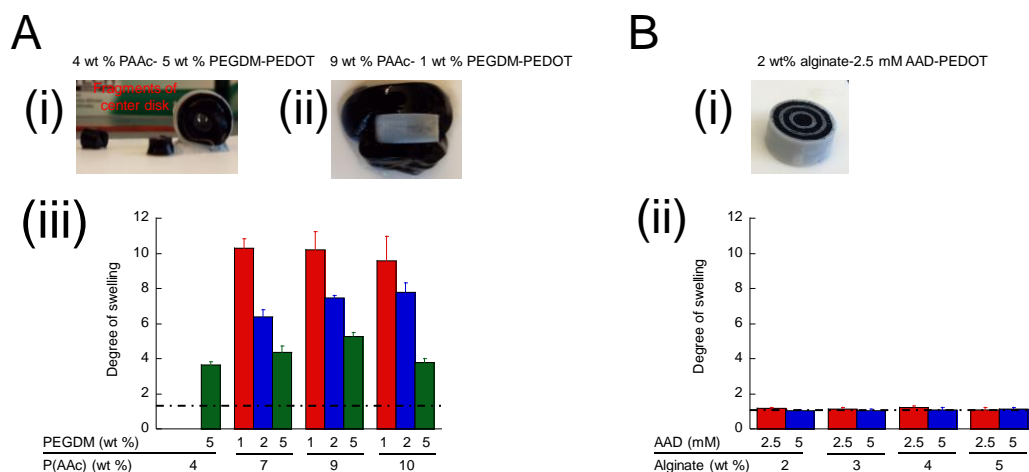 A
4 wt % PAAc- 5 wt % PEGDM-PEDOT
9 wt % PAAc- 1 wt % PEGDM-PEDOT
(i)
Fragments of
center disk
(ii)
(iii)
Degree of swelling
12
10
8
6
4
2
0
PEGDM (wt %) 5 1 2 5 1 2 5 1 2 5
P(AAc) (wt %) 4 7 9 10
B
2 wt% alginate-2.5 mM AAD-PEDOT
(i)
(ii)
Degree of swelling
12
10
8
6
4
2
0
AAD (mM) 2.5 5 2.5 5 2.5 5 2.5 5
Alginate (wt %) 2 3 4 5